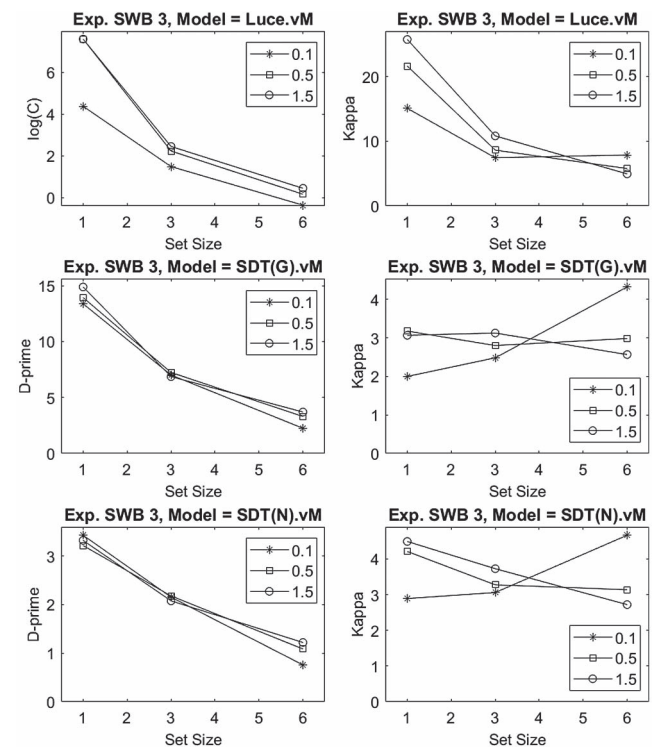 Exp. SWB 3, Model = Luce.vM
log(C)
6
4
2
0
0.1
0.5
1.5
1 2 3 4 5 6
Set Size
Exp. SWB 3, Model = Luce.vM
Kappa
20
10
0
0.1
0.5
1.5
1 2 3 4 5 6
Set Size
Exp. SWB 3, Model = SDT(G).vM
D-prime
15
10
5
0
0.1
0.5
1.5
1 2 3 4 5 6
Set Size
Exp. SWB 3, Model = SDT(G).vM
Kappa
4
3
2
1
0
0.1
0.5
1.5
1 2 3 4 5 6
Set Size
Exp. SWB 3, Model = SDT(N).vM
D-prime
3
2
1
0
0.1
0.5
1.5
1 2 3 4 5 6
Set Size
Exp. SWB 3, Model = SDT(N).vM
Kappa
4
3
2
1
0
0.1
0.5
1.5
1 2 3 4 5 6
Set Size